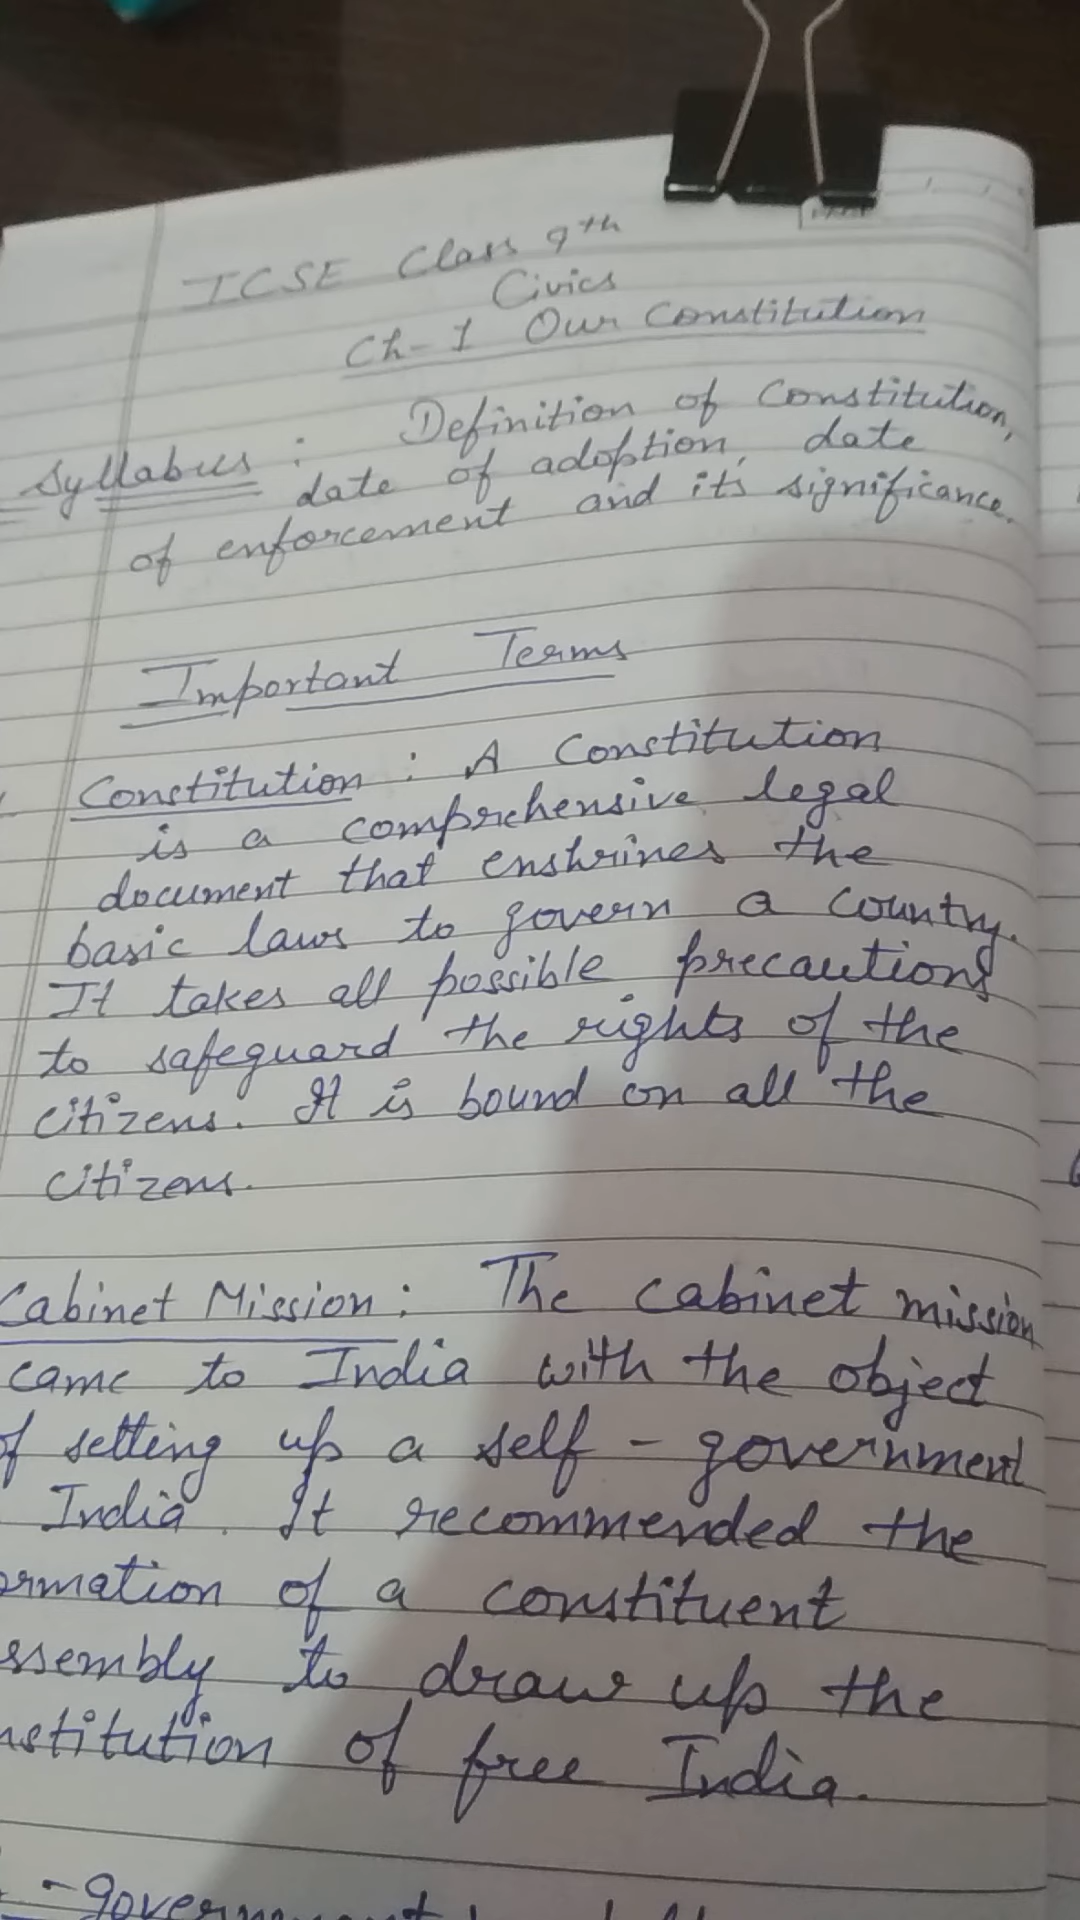 ICSE Class 9th
Civics
Ch-1 Our Constitution
Syllabus : Definition of Constitution,
date of adoption, date
of enforcement and its significance.
Important Terms
Constitution : A Constitution
is a comprehensive legal
document that enshrines the
basic laws to govern a country.
It takes all possible precautions
to safeguard the rights of the
citizens. It is bound on all the
citizens.
Cabinet Mission : The cabinet mission
came to India with the object
of setting up a self-government
India. It recommended the
ormation of a constituent
ssembly to draw up the
nstitution of free India.
-government